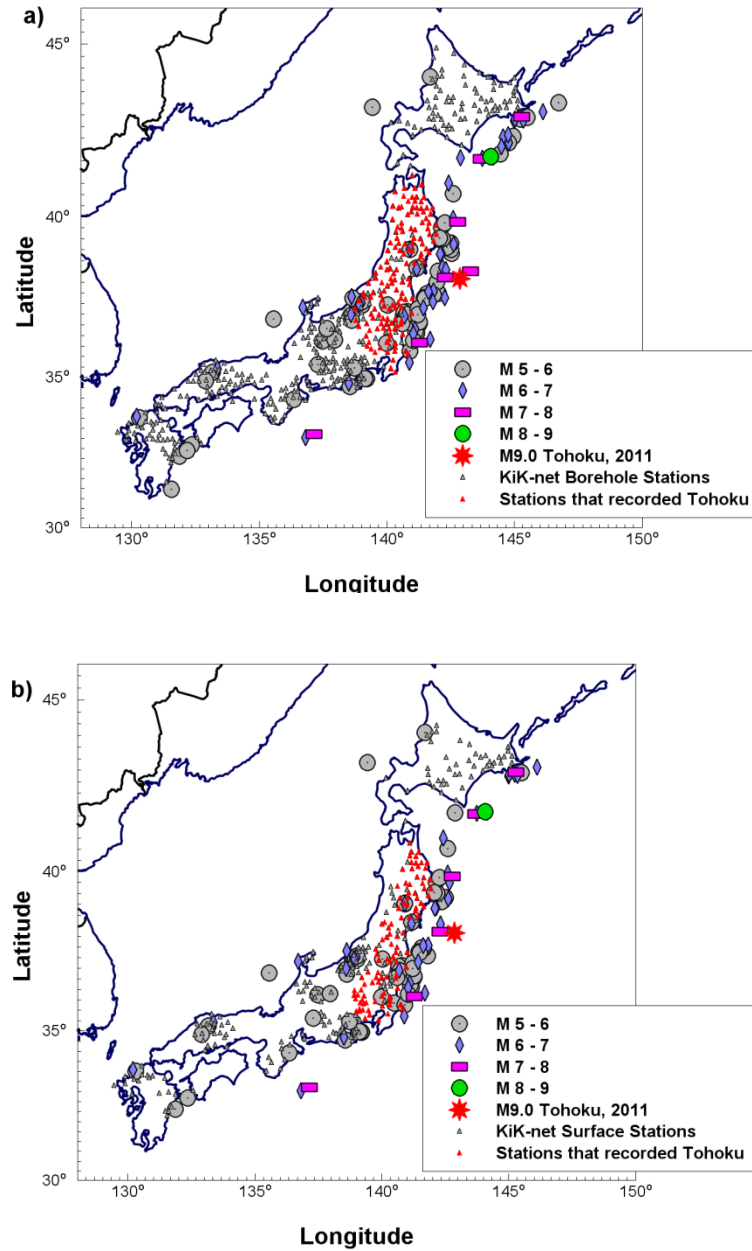 a)
45°
40°
35°
30°
Latitude
130°
135°
140°
145°
150°
Longitude
M 5 - 6
M 6 - 7
M 7 - 8
M 8 - 9
M9.0 Tohoku, 2011
KiK-net Borehole Stations
Stations that recorded Tohoku
b)
45°
40°
35°
30°
Latitude
130°
135°
140°
145°
150°
Longitude
M 5 - 6
M 6 - 7
M 7 - 8
M 8 - 9
M9.0 Tohoku, 2011
KiK-net Surface Stations
Stations that recorded Tohoku